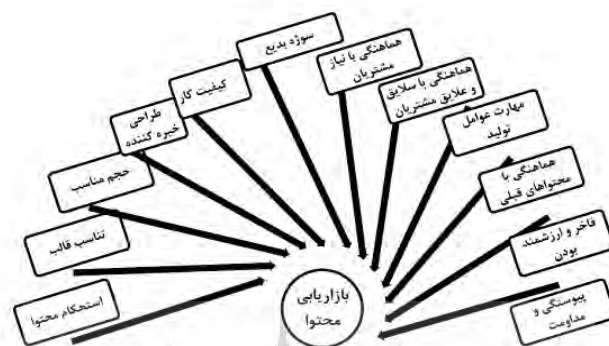 سوژه بدیع
هماهنگی با نیاز
مشتریان
هماهنگی با سلایق
و علایق مشتریان
مهارت عوامل
تولید
هماهنگی با
محتواهای قبلی
فاخر و ارزشمند
بودن
پیوستگی و
مداومت
کیفیت کار
طراحی
خیره کننده
حجم مناسب
تناسب قالب
استحکام محتوا
بازاریابی
محتوا